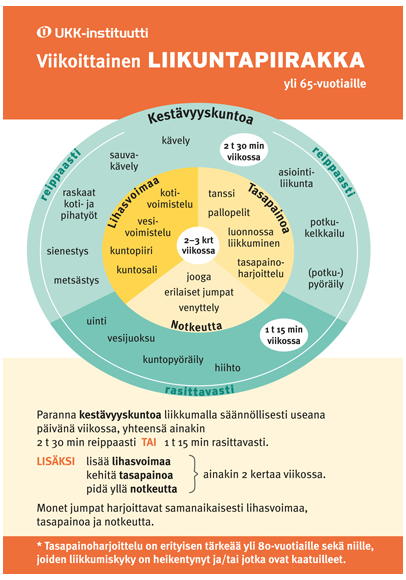 UKK-instituutti
Viikoittainen LIIKUNTAPIIRAKKA
yli 65-vuotiaille
Kestävyyskuntoa
reippaasti
reippaasti
kävely
2 t 30 min
viikossa
sauva-
kävely
asiointi-
liikunta
raskaat
koti- ja
pihatyöt
potku-
kelkkailu
sienestys
metsästys
(potku-)
pyöräily
Lihasvoimaa
koti-
voimistelu
vesi-
voimistelu
kuntopiiri
kuntosali
Tasapainoa
tanssi
pallopelit
luonnossa
liikkuminen
tasapaino-
harjoittelu
2–3 krt
viikossa
jooga
erilaiset jumpat
venyttely
Notkeutta
uinti
vesijuoksu
kuntopyöräily
hiihto
1 t 15 min
viikossa
rasittavasti
Paranna kestävyyskuntoa liikkumalla säännöllisesti useana
päivänä viikossa, yhteensä ainakin
2 t 30 min reippaasti TAI 1 t 15 min rasittavasti.
LISÄKSI lisää lihasvoimaa
kehitä tasapainoa ainakin 2 kertaa viikossa.
pidä yllä notkeutta
Monet jumpat harjoittavat samanaikaisesti lihasvoimaa,
tasapainoa ja notkeutta.
* Tasapainoharjoittelu on erityisen tärkeää yli 80-vuotiaille sekä niille,
joiden liikkumiskyky on heikentynyt ja/tai jotka ovat kaatuilleet.